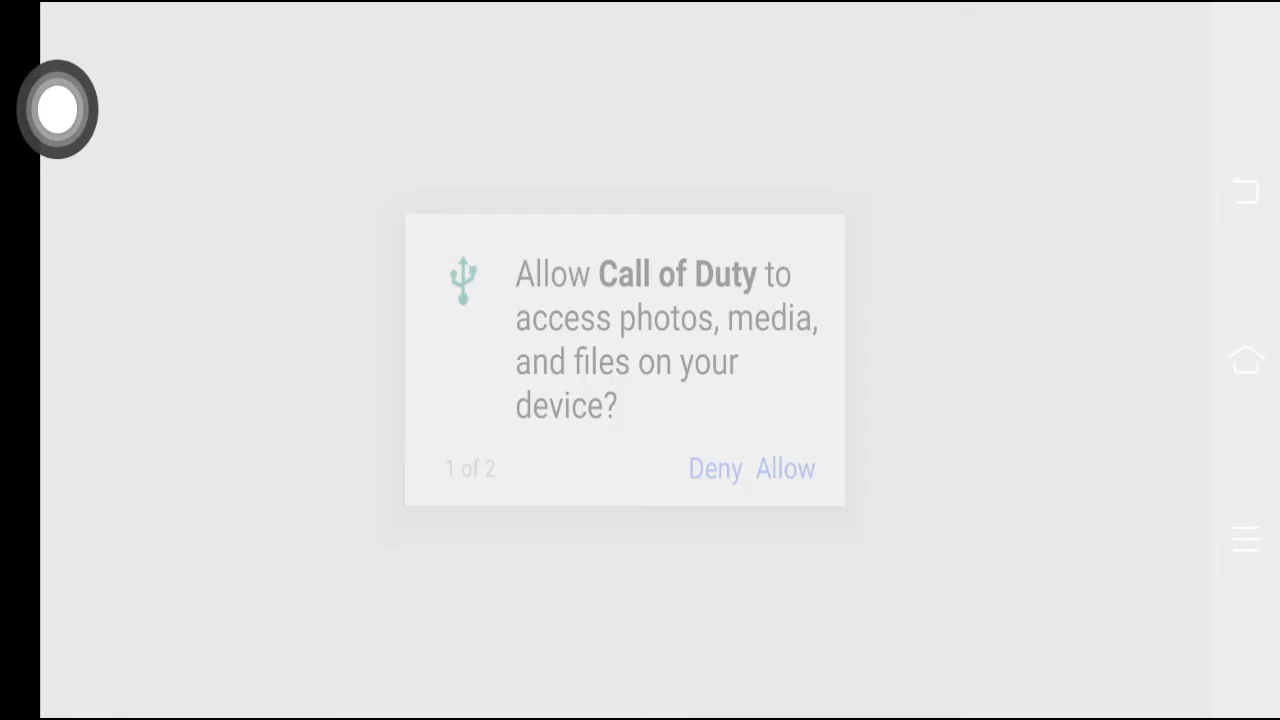 Allow Call of Duty to
access photos, media,
and files on your
device?
1 of 2
Deny Allow